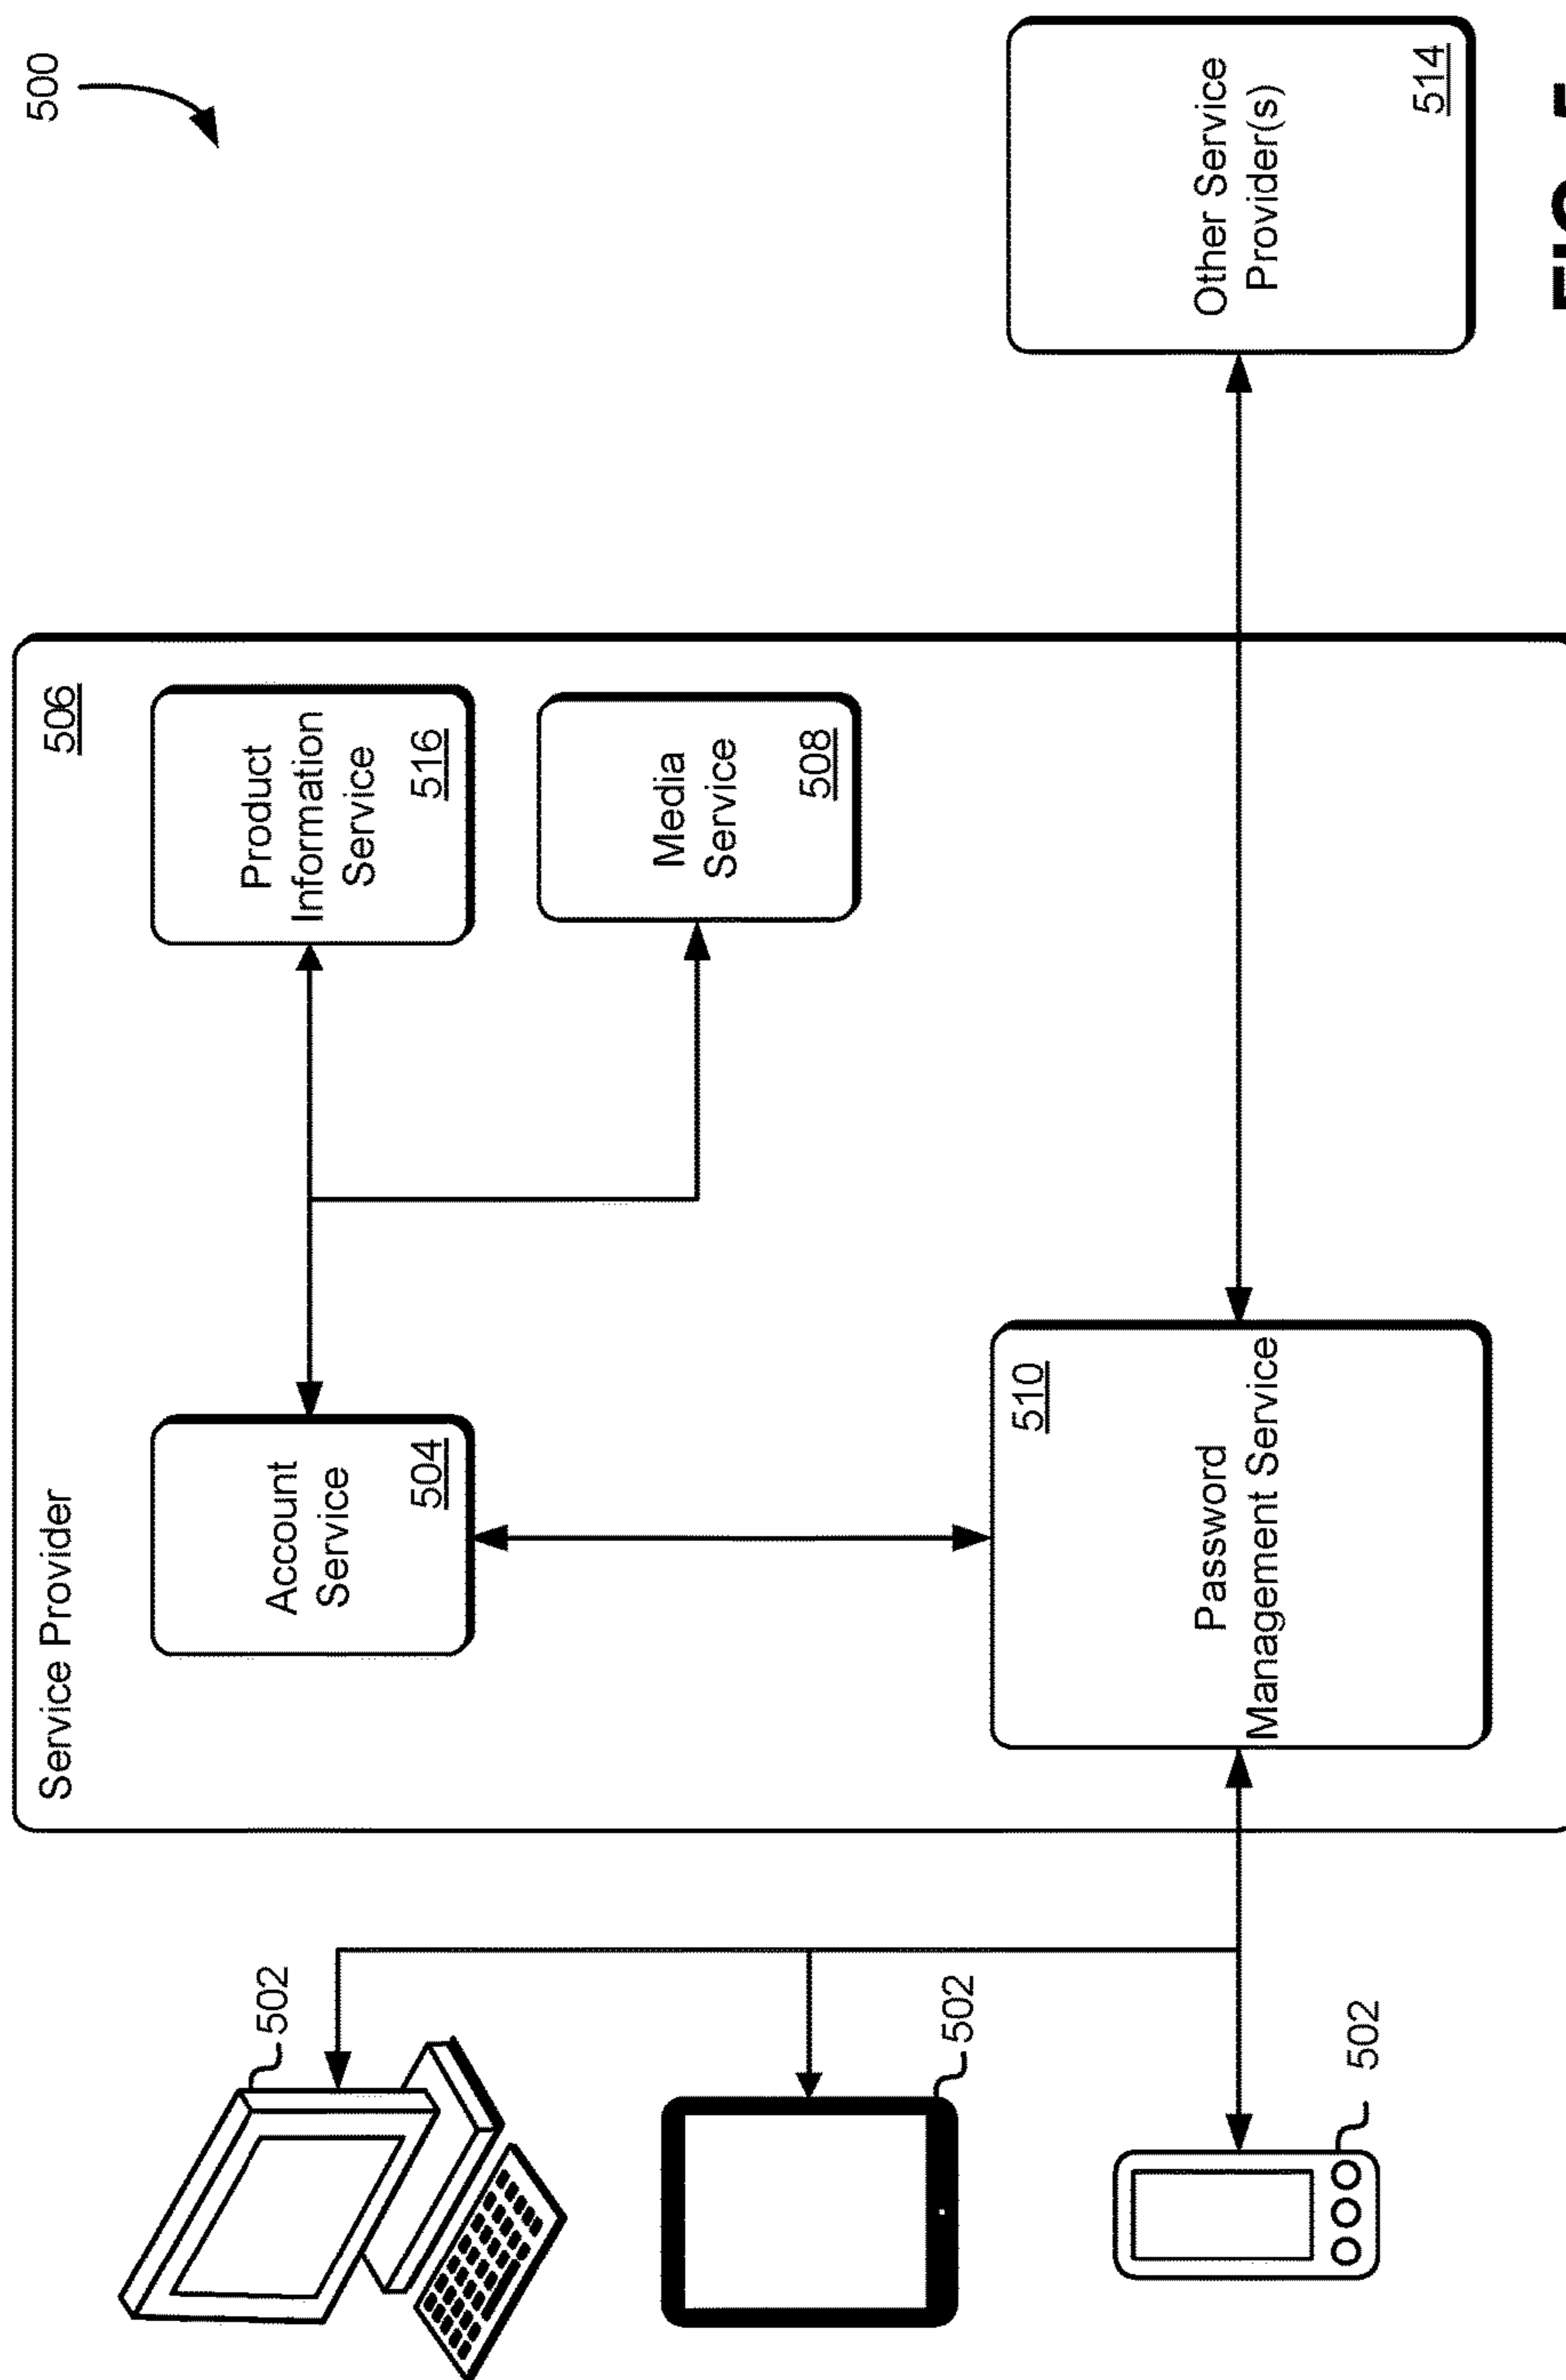 500
Service Provider
506
Account
Service
504
Product
Information
Service
516
Media
Service
508
Password
Management Service
510
Other Service
Provider(s)
514
502
502
502